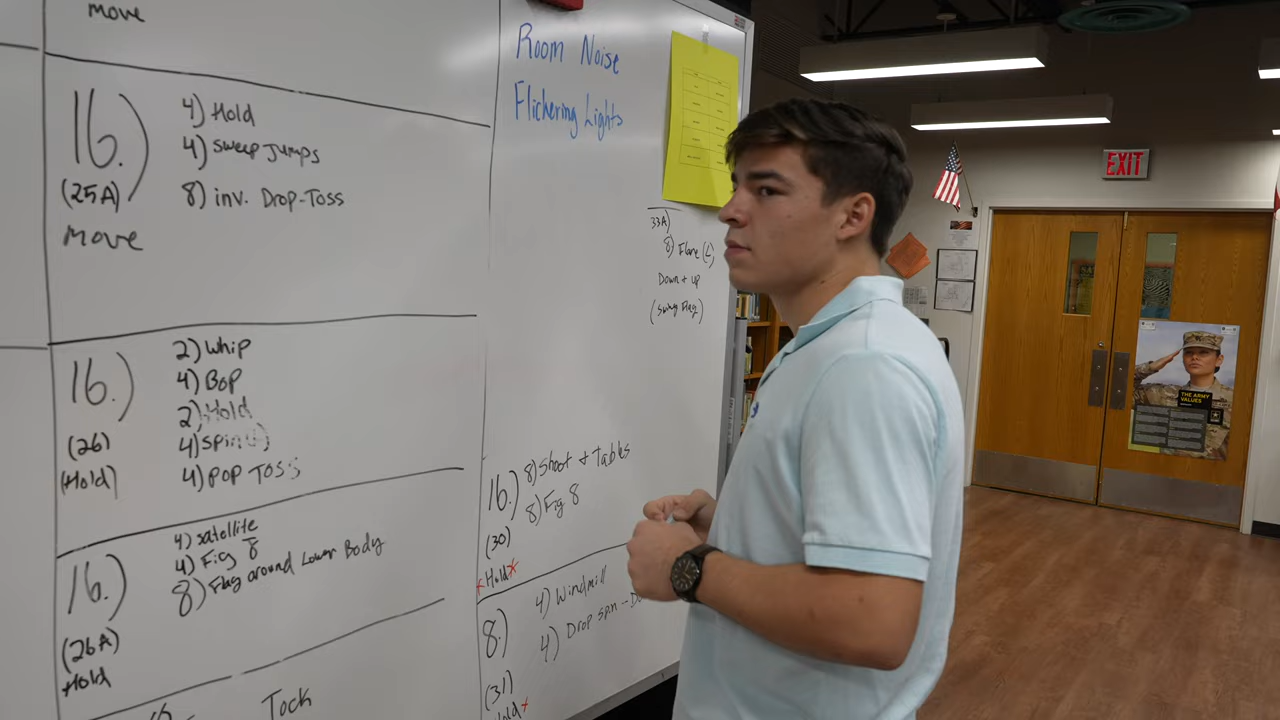 move
16.)
(25A)
move
4) Hold
4) sweep Jumps
8) inv. Drop-Toss
16.)
(26)
(Hold)
2) whip
4) Bop
2) Hold
4) spin
4) POP TOSS
16.)
(26A)
Hold
4) satellite
4) Fig 8
8) Flag around Lower Body
Tock
Room Noise
Flickering Lights
33A)
8) Flare (L)
Down + up
(swing Flag)
16.)
(30)
*Hold*
8) Shoot + Tables
8) Fig 8
8.)
(31)
Hold*
4) Windmill
4) Drop spin - Do
EXIT
THE ARMY
VALUES